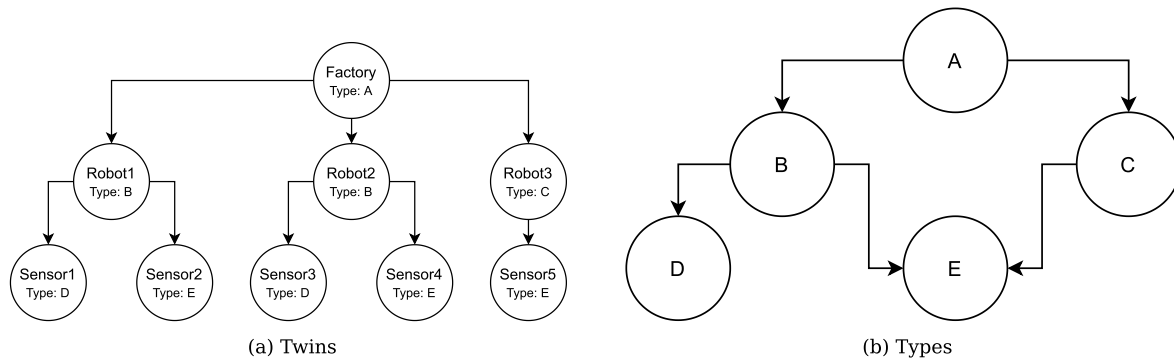 Factory
Type: A
Robot1
Type: B
Robot2
Type: B
Robot3
Type: C
Sensor1
Type: D
Sensor2
Type: E
Sensor3
Type: D
Sensor4
Type: E
Sensor5
Type: E
(a) Twins
A
B
C
D
E
(b) Types